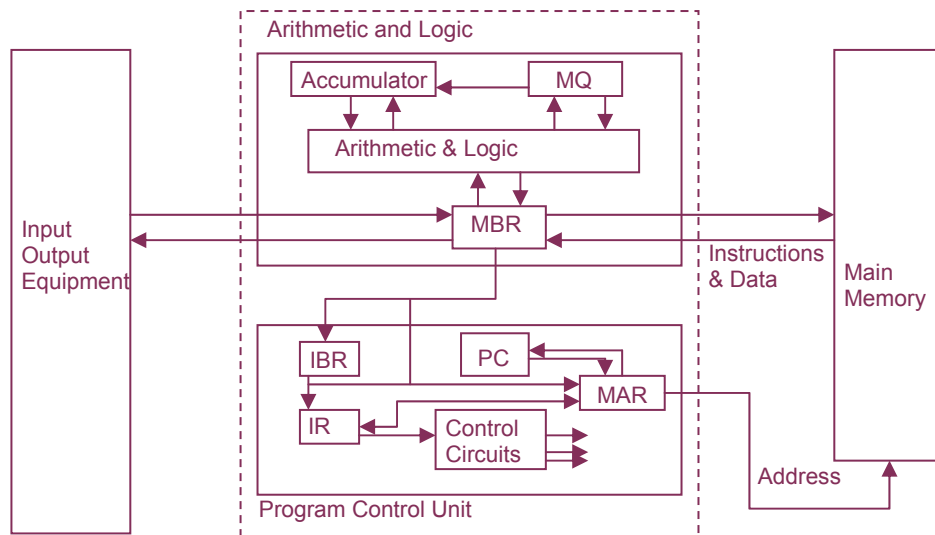 Arithmetic and Logic
Accumulator
MQ
Arithmetic & Logic
Input
Output
Equipment
MBR
Instructions
& Data
Main
Memory
IBR
PC
MAR
IR
Control
Circuits
Address
Program Control Unit